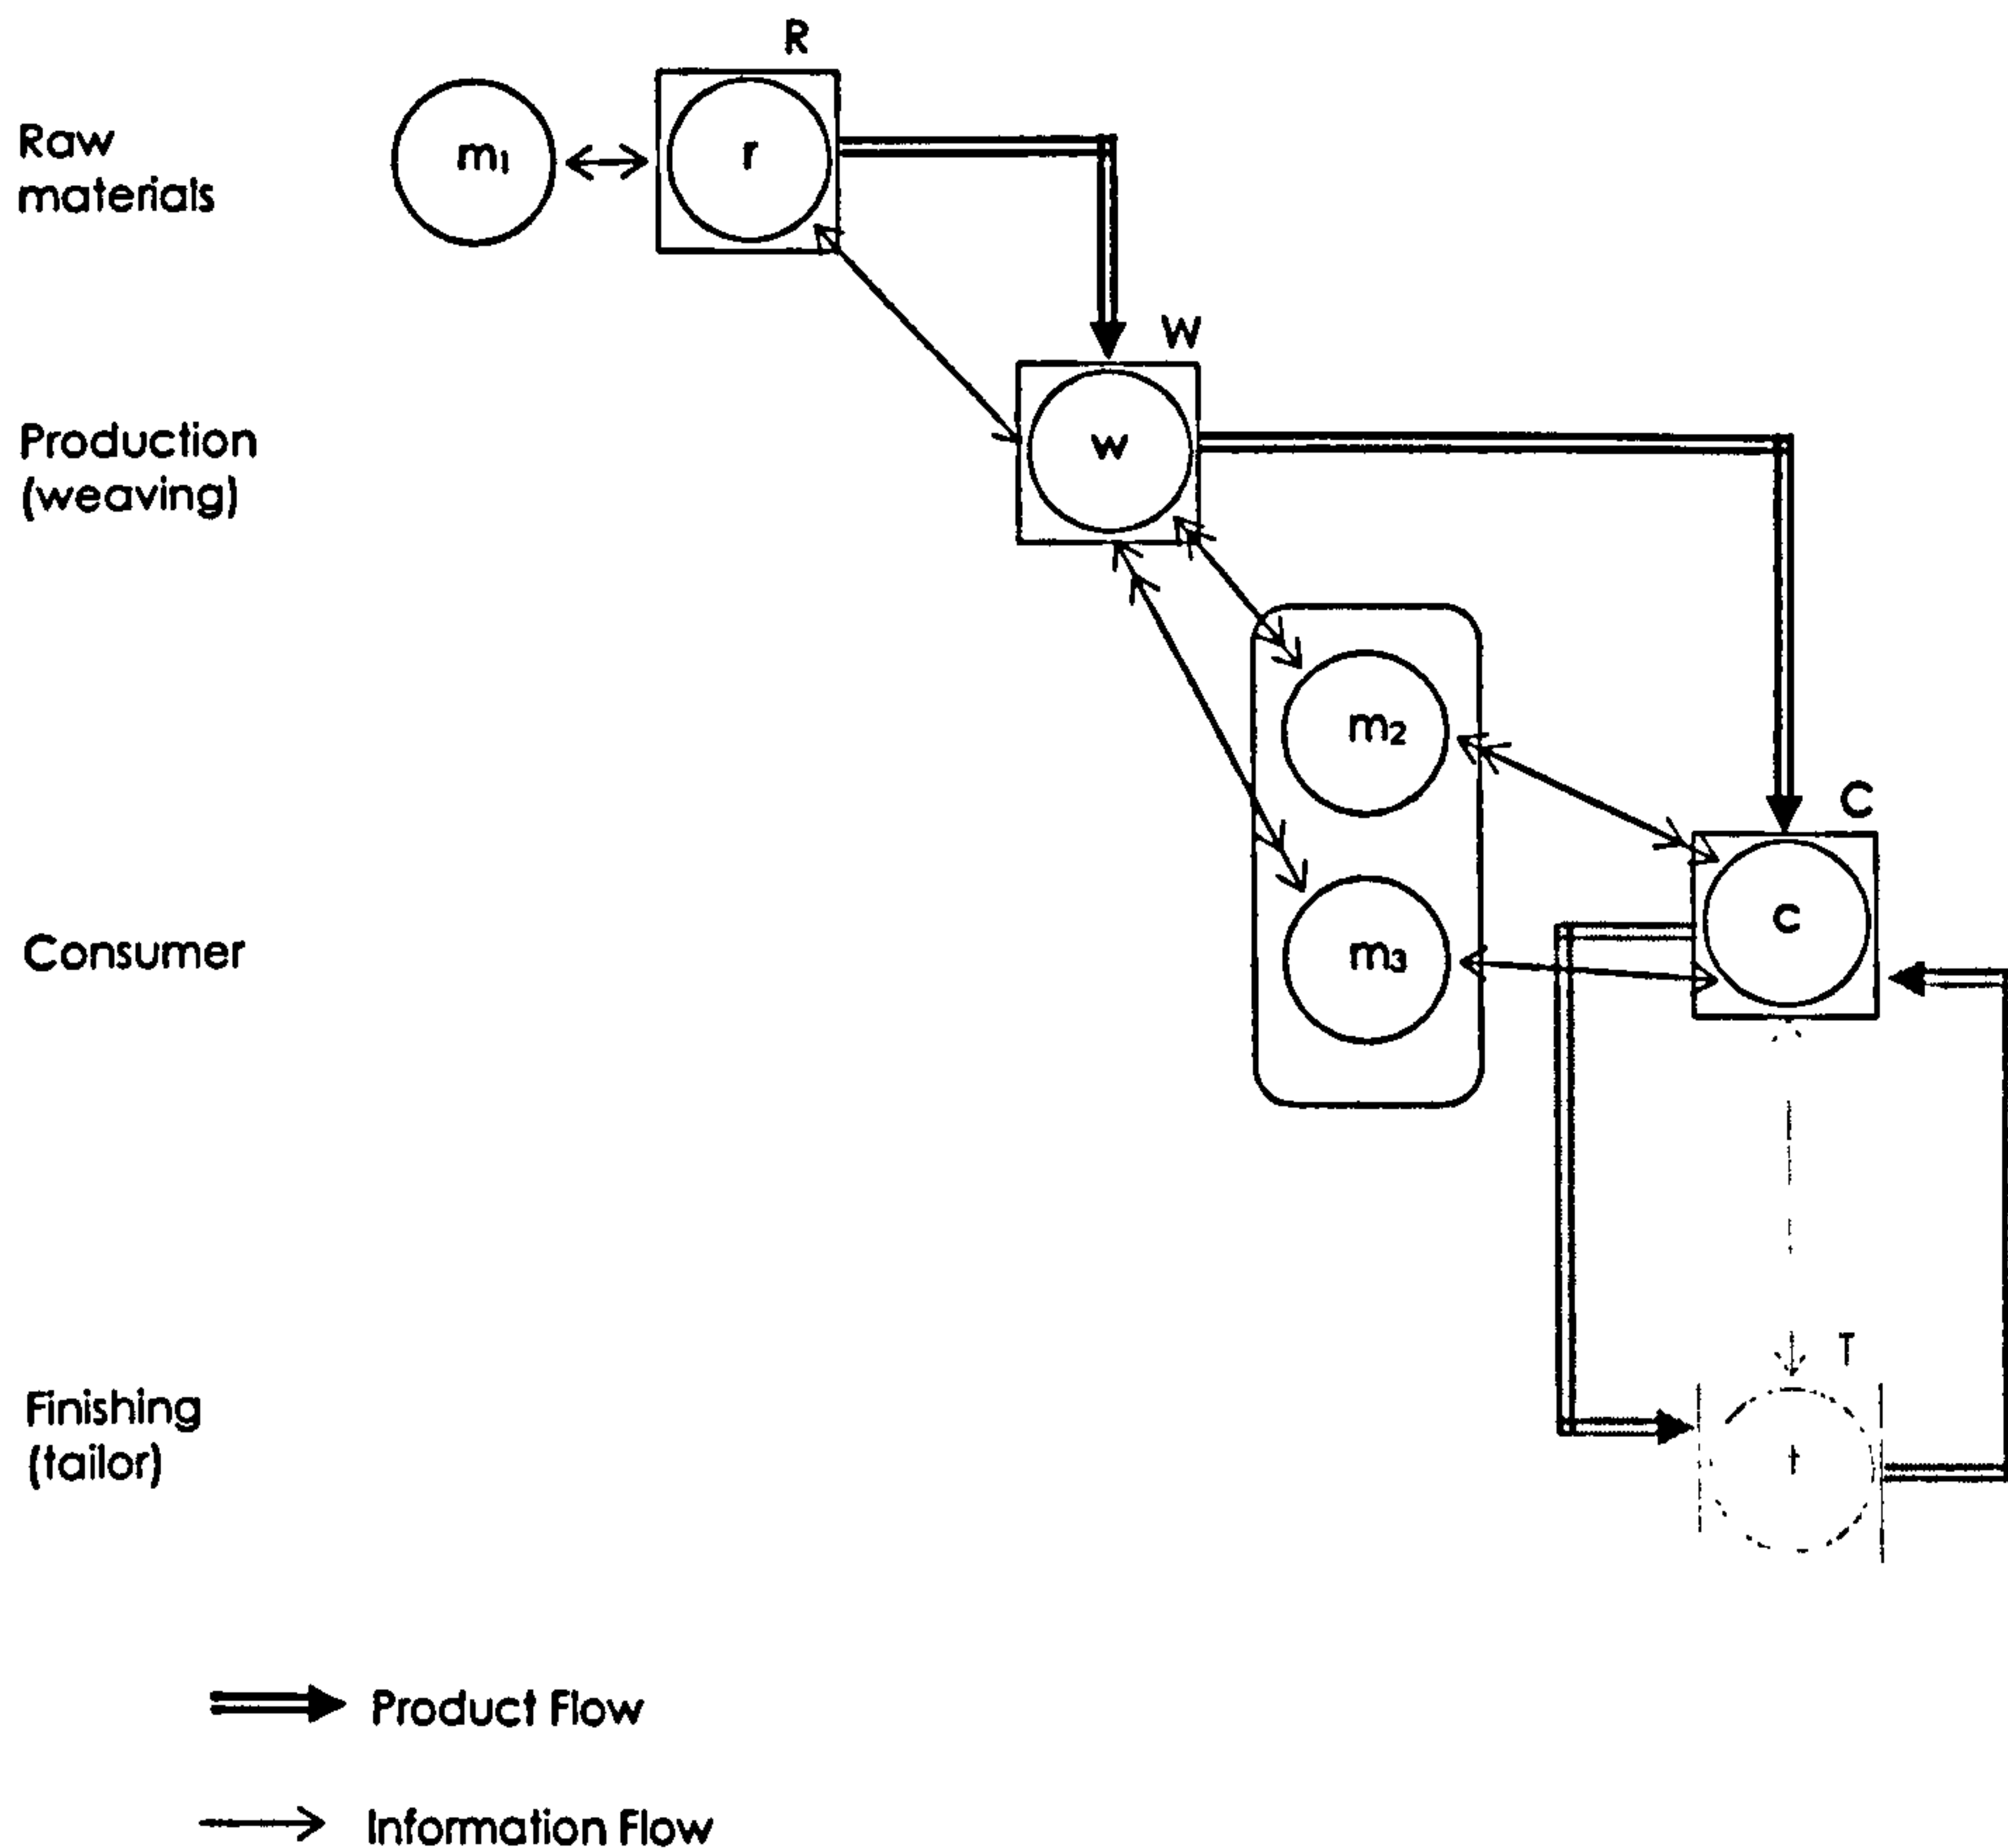 R
Raw
materials
m1
r
W
Production
(weaving)
w
m2
C
c
Consumer
m3
T
Finishing
(tailor)
t
Product Flow
Information Flow